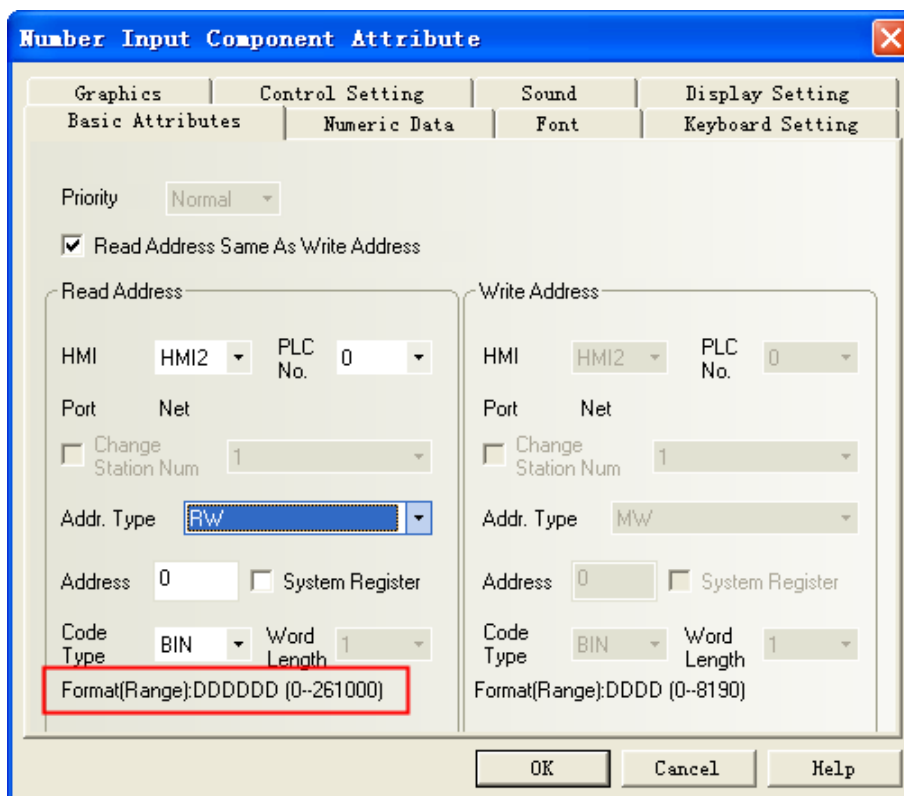 Number Input Component Attribute
Graphics Control Setting Sound Display Setting
Basic Attributes Numeric Data Font Keyboard Setting
Priority Normal
Read Address Same As Write Address
Read Address
HMI HMI2 PLC No. 0
Port Net
Change Station Num 1
Addr. Type RW
Address 0 System Register
Code Type BIN Word Length 1
Format(Range):DDDDDD (0--261000)
Write Address
HMI HMI2 PLC No. 0
Port Net
Change Station Num 1
Addr. Type MW
Address 0 System Register
Code Type BIN Word Length 1
Format(Range):DDDD (0--8190)
OK Cancel Help